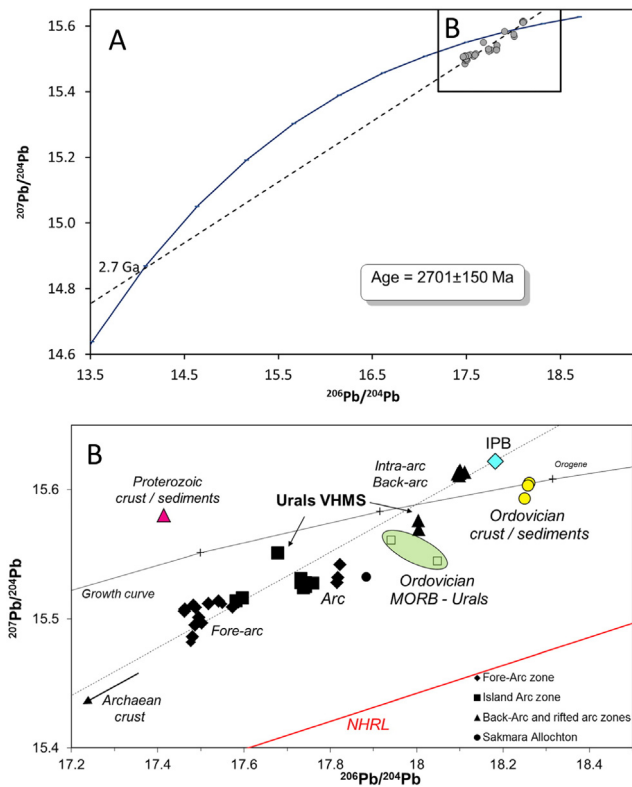 A
B
15.6
15.4
15.2
15.0
14.8
14.6
207Pb/204Pb
2.7 Ga
Age = 2701±150 Ma
13.5
14.5
15.5
16.5
17.5
18.5
206Pb/204Pb
B
IPB
Orogene
Intra-arc
Back-arc
Proterozoic
crust / sediments
Urals VHMS
Ordovician
crust / sediments
15.6
15.5
15.4
207Pb/204Pb
Growth curve
Arc
Ordovician
MORB - Urals
Fore-arc
Archaean
crust
NHRL
Fore-Arc zone
Island Arc zone
Back-Arc and rifted arc zones
Sakmara Allochton
17.2
17.4
17.6
17.8
18
18.2
18.4
206Pb/204Pb